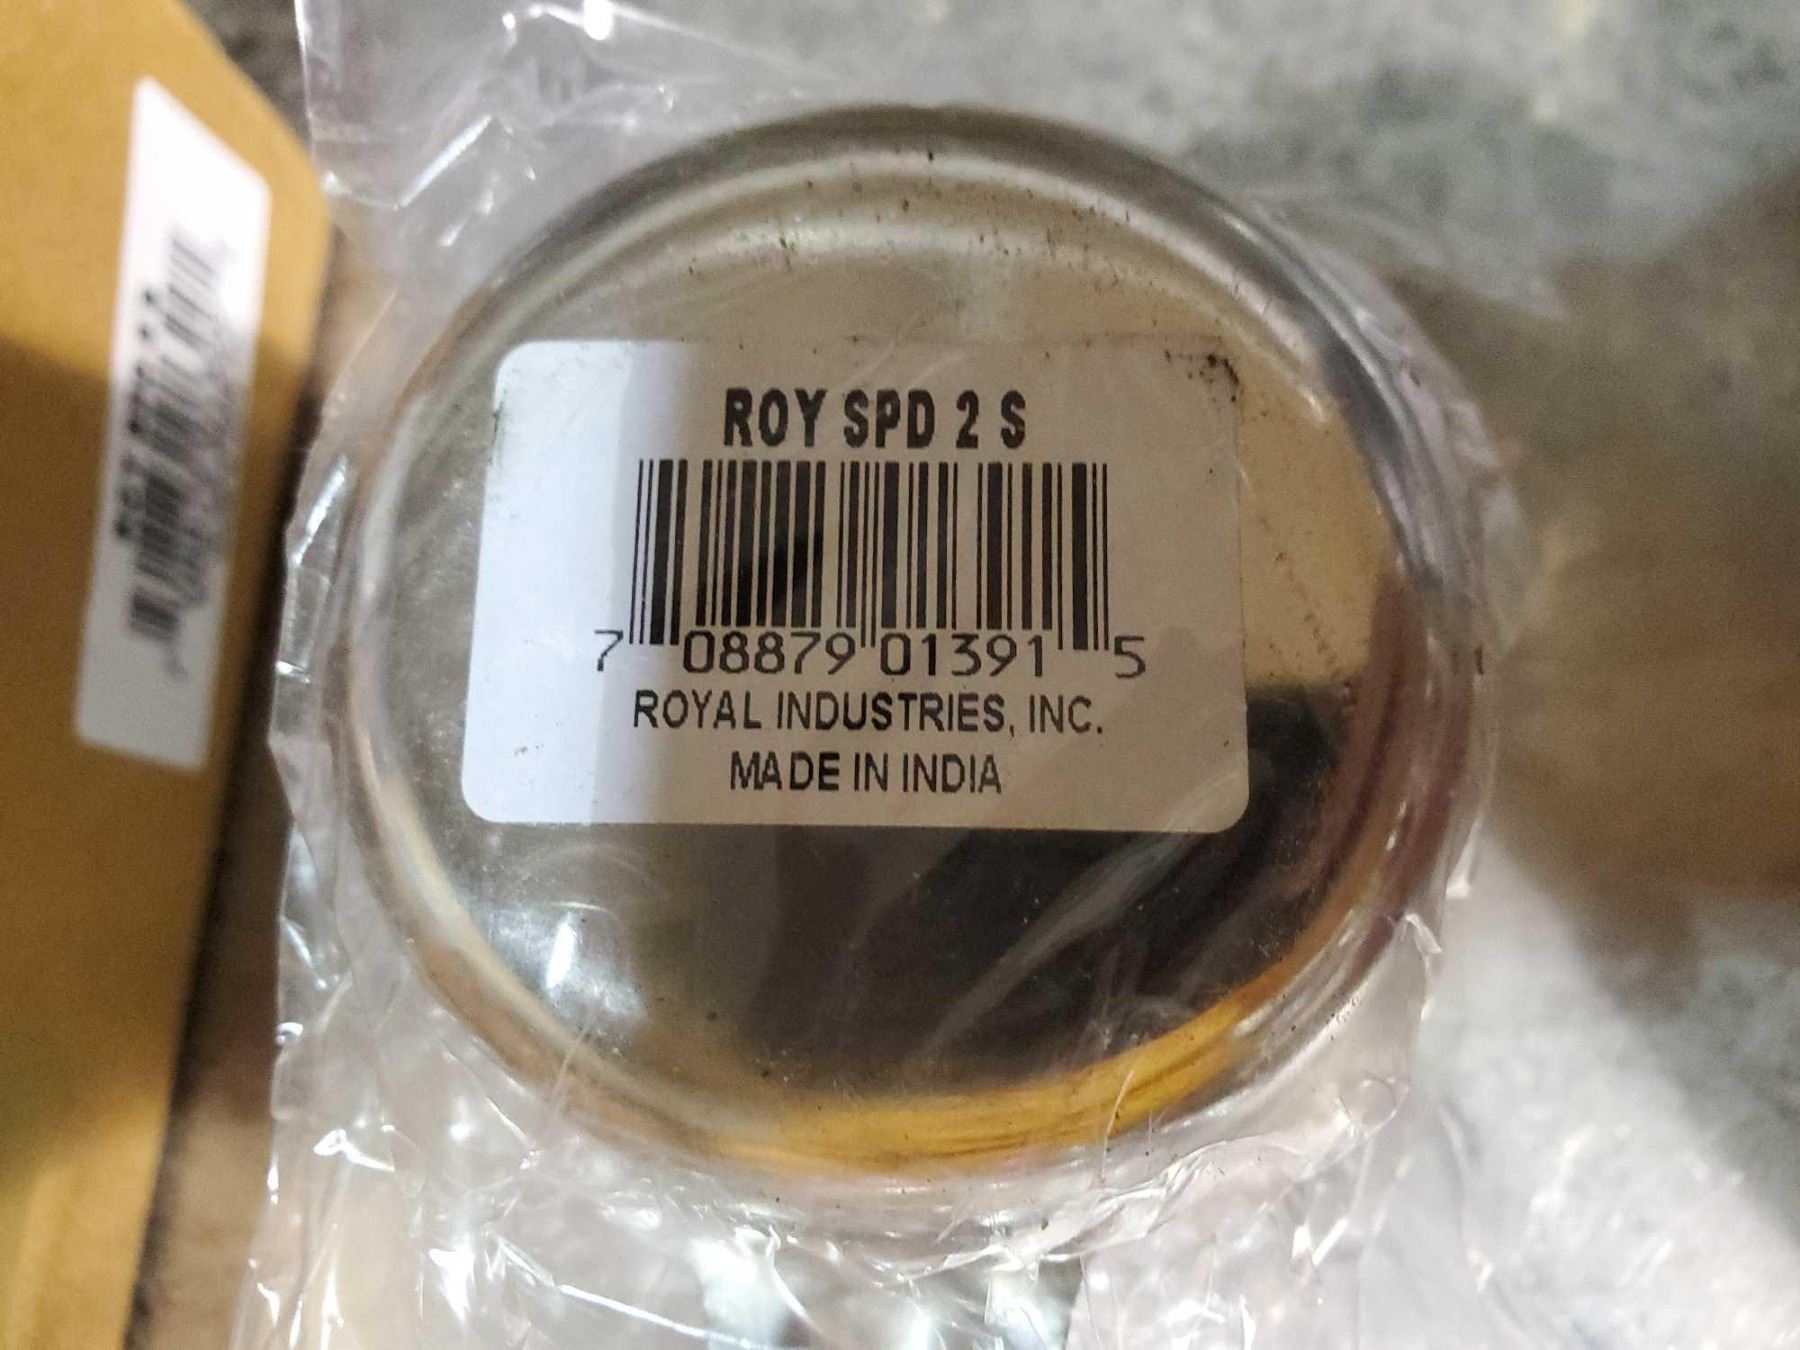 ROY SPD 2 S
7 08879 01391 5
ROYAL INDUSTRIES, INC.
MADE IN INDIA